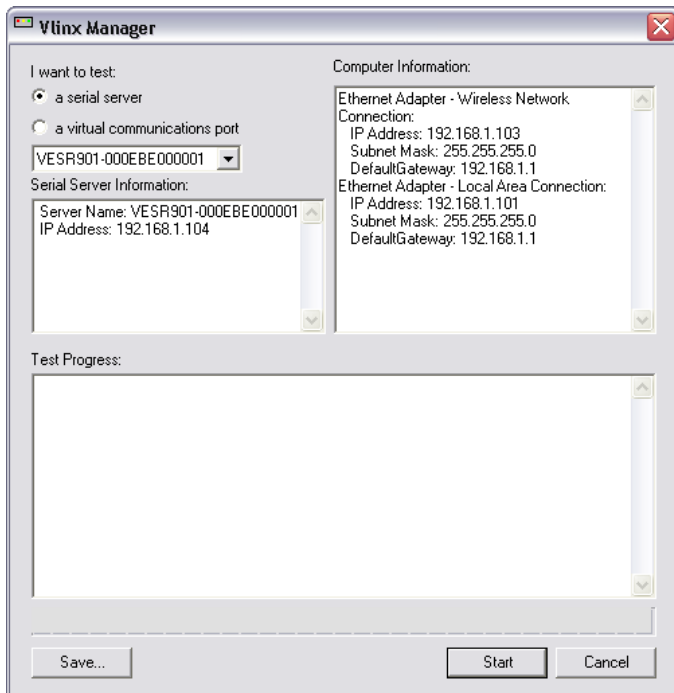 Vlinx Manager
I want to test:
a serial server
a virtual communications port
VESR901-000EBE000001
Serial Server Information:
Server Name: VESR901-000EBE000001
IP Address: 192.168.1.104
Computer Information:
Ethernet Adapter - Wireless Network
Connection:
IP Address: 192.168.1.103
Subnet Mask: 255.255.255.0
DefaultGateway: 192.168.1.1
Ethernet Adapter - Local Area Connection:
IP Address: 192.168.1.101
Subnet Mask: 255.255.255.0
DefaultGateway: 192.168.1.1
Test Progress:
Save...
Start
Cancel